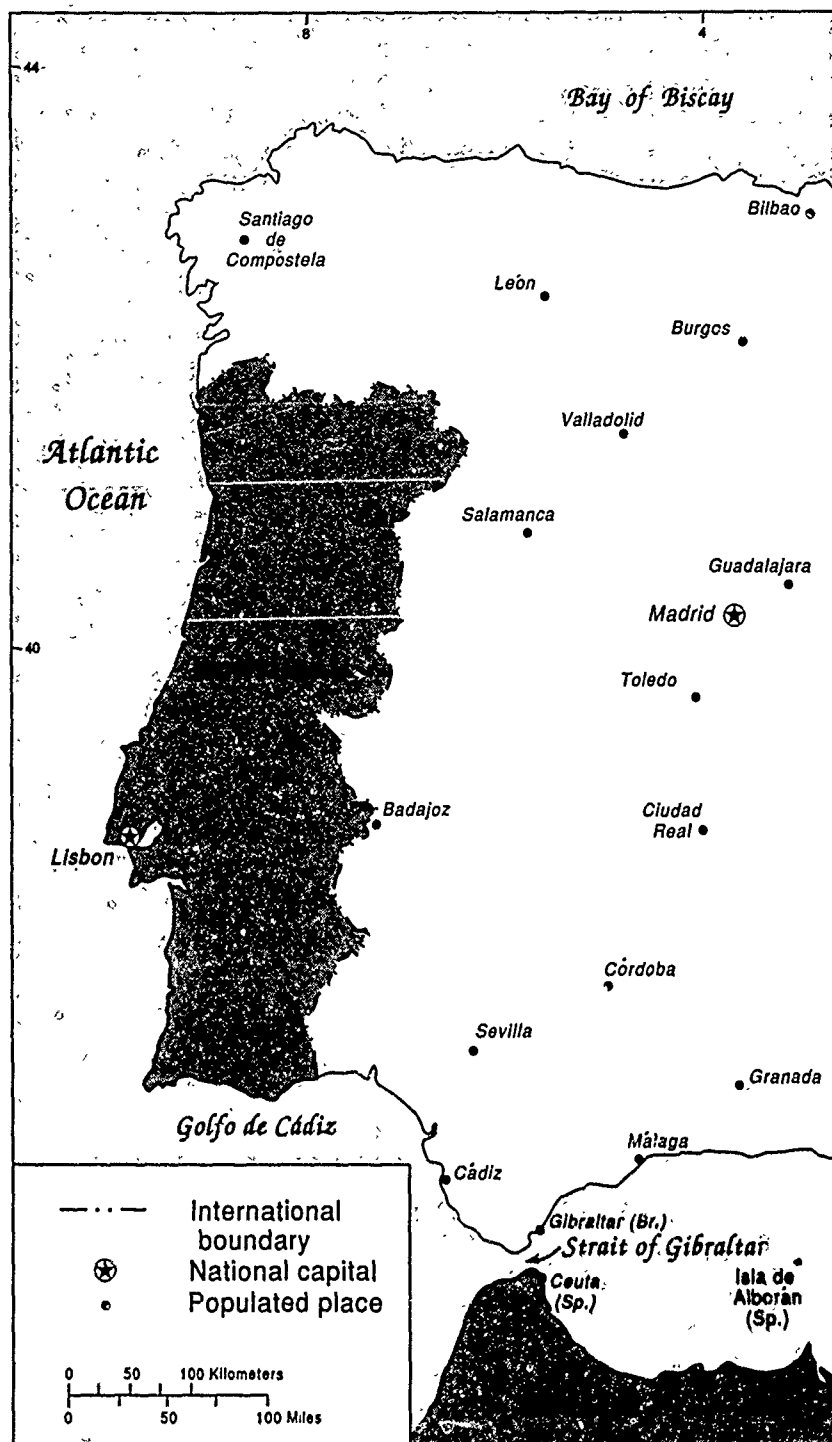 8 4
44
Bay of Biscay
Bilbao
Santiago
de
Compostela
León
Burgos
Valladolid
Atlantic
Ocean
Salamanca
Guadalajara
Madrid
40
Toledo
Badajoz
Ciudad
Real
Lisbon
Córdoba
Sevilla
Granada
Golfo de Cádiz
Málaga
Cádiz
Gibraltar (Br.)
Strait of Gibraltar
Ceuta
(Sp.)
Isla de
Alborán
(Sp.)
International
boundary
National capital
Populated place
0 50 100 Kilometers
0 50 100 Miles